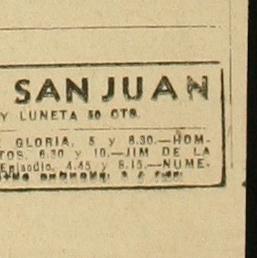 SAN JUAN
Y LUNETA 50 CTS.
GLORIA, 5 y 8.30.—HOM-
TOS, 6.30 y 10.—JIM DE LA
Episodio, 4.45 y 8.15.—NUME-